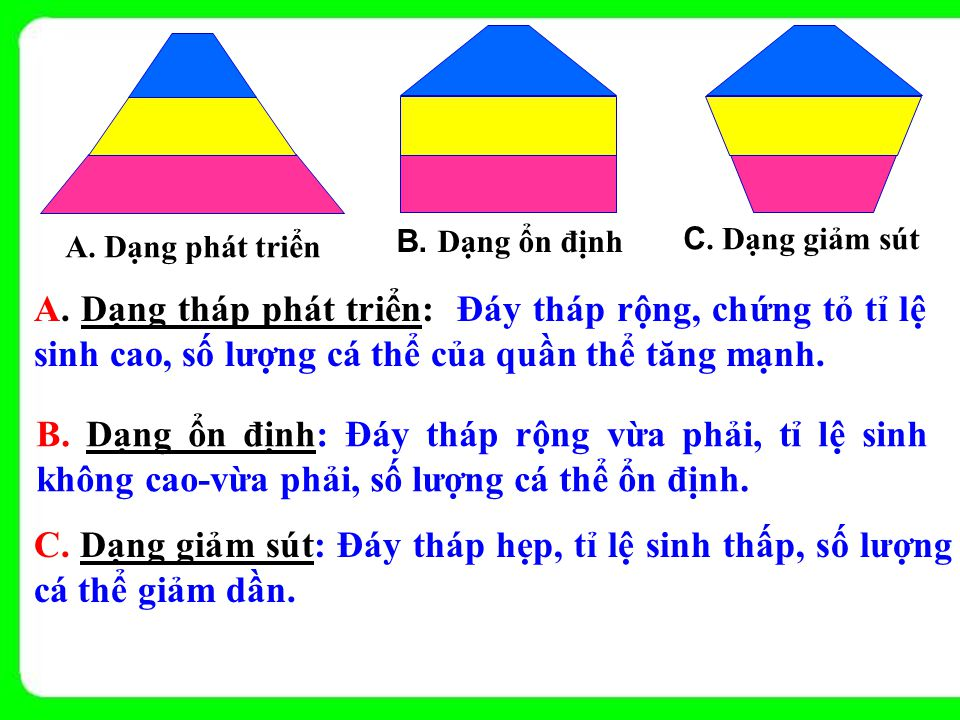 A. Dạng phát triển
B. Dạng ổn định
C. Dạng giảm sút
A. Dạng tháp phát triển: Đáy tháp rộng, chứng tỏ tỉ lệ
sinh cao, số lượng cá thể của quần thể tăng mạnh.
B. Dạng ổn định: Đáy tháp rộng vừa phải, tỉ lệ sinh
không cao-vừa phải, số lượng cá thể ổn định.
C. Dạng giảm sút: Đáy tháp hẹp, tỉ lệ sinh thấp, số lượng
cá thể giảm dần.